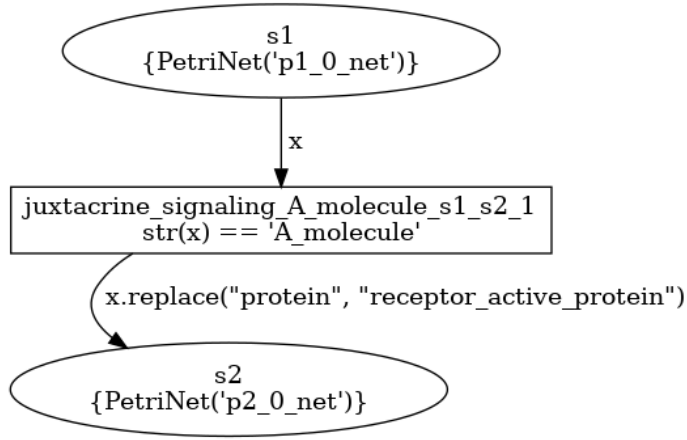 s1
{PetriNet('p1_0_net')}
x
juxtacrine_signaling_A_molecule_s1_s2_1
str(x) == 'A_molecule'
x.replace("protein", "receptor_active_protein")
s2
{PetriNet('p2_0_net')}